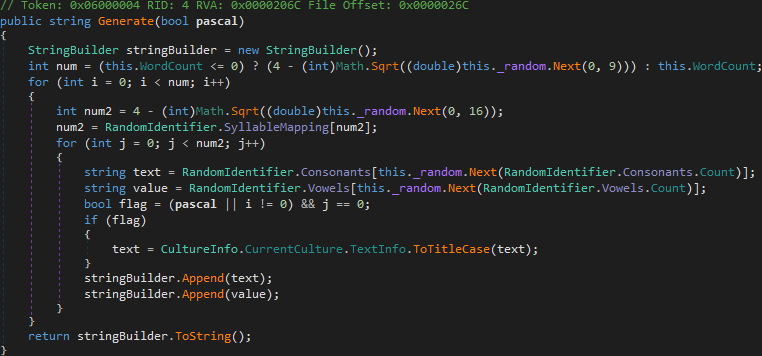 // Token: 0x06000004 RID: 4 RVA: 0x0000206C File Offset: 0x0000026C
public string Generate(bool pascal)
{
    StringBuilder stringBuilder = new StringBuilder();
    int num = (this.WordCount <= 0) ? (4 - (int)Math.Sqrt((double)this._random.Next(0, 9))) : this.WordCount;
    for (int i = 0; i < num; i++)
    {
        int num2 = 4 - (int)Math.Sqrt((double)this._random.Next(0, 16));
        num2 = RandomIdentifier.SyllableMapping[num2];
        for (int j = 0; j < num2; j++)
        {
            string text = RandomIdentifier.Consonants[this._random.Next(RandomIdentifier.Consonants.Count)];
            string value = RandomIdentifier.Vowels[this._random.Next(RandomIdentifier.Vowels.Count)];
            bool flag = (pascal || i != 0) && j == 0;
            if (flag)
            {
                text = CultureInfo.CurrentCulture.TextInfo.ToTitleCase(text);
            }
            stringBuilder.Append(text);
            stringBuilder.Append(value);
        }
    }
    return stringBuilder.ToString();
}